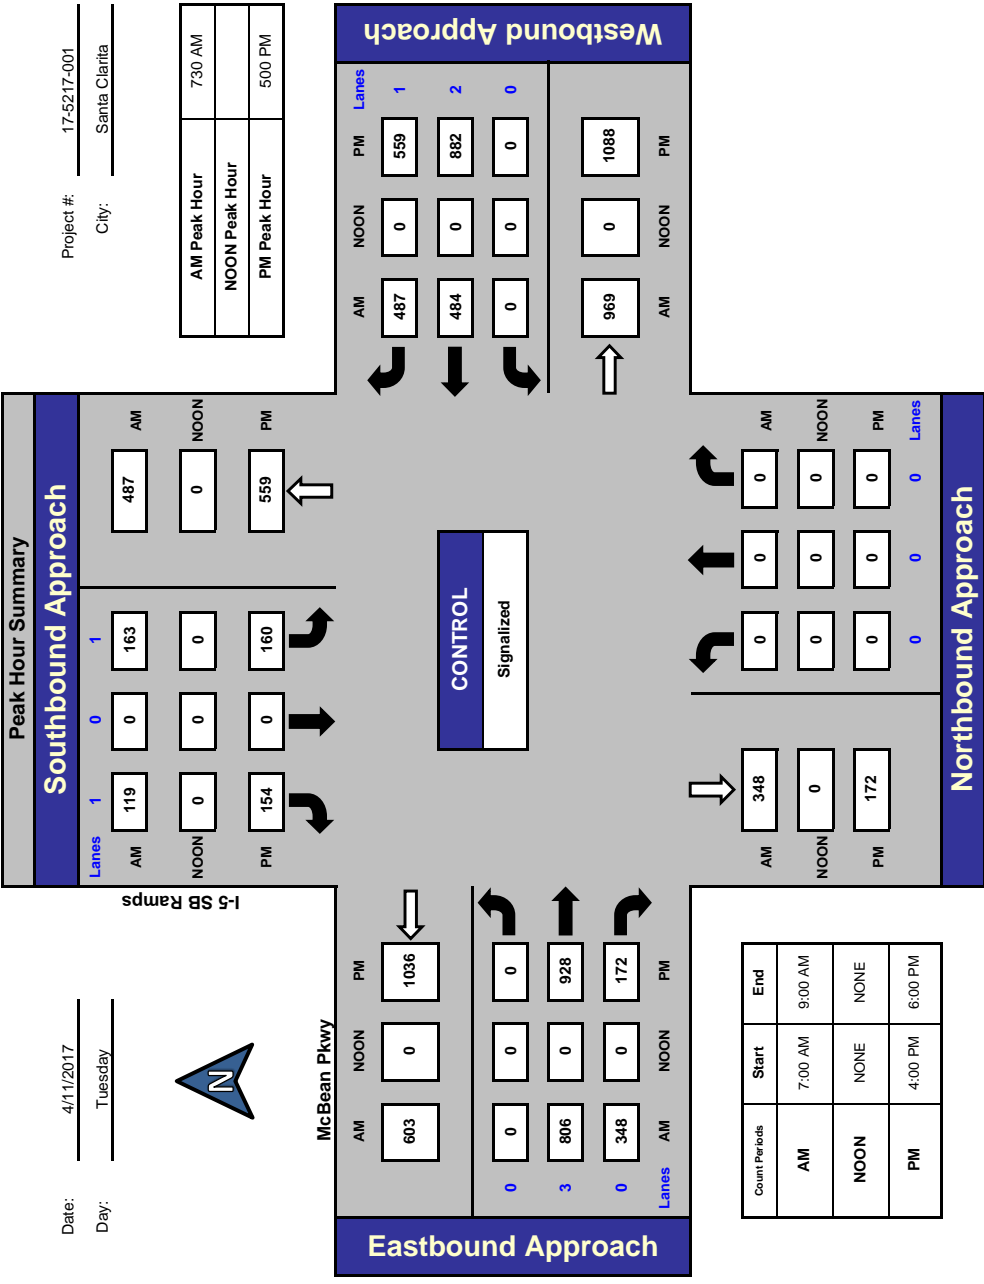 Peak Hour Summary
Date: 4/11/2017
Day: Tuesday
Project #: 17-5217-001
City: Santa Clarita
N
I-5 SB Ramps
Southbound Approach
Lanes 1 0 1
AM 119 0 163 487 AM
NOON 0 0 0 0 NOON
PM 154 0 160 559 PM
AM Peak Hour 730 AM
NOON Peak Hour
PM Peak Hour 500 PM
McBean Pkwy
Eastbound Approach
AM NOON PM
603 0 1036
0 0 0 0
3 806 0 928
0 348 0 172
Lanes AM NOON PM
CONTROL
Signalized
Westbound Approach
AM NOON PM Lanes
487 0 559 1
484 0 882 2
0 0 0 0
969 0 1088
AM NOON PM
Count Periods Start End
AM 7:00 AM 9:00 AM
NOON NONE NONE
PM 4:00 PM 6:00 PM
AM 348 0 0 0 AM
NOON 0 0 0 0 NOON
PM 172 0 0 0 PM
0 0 0 Lanes
Northbound Approach